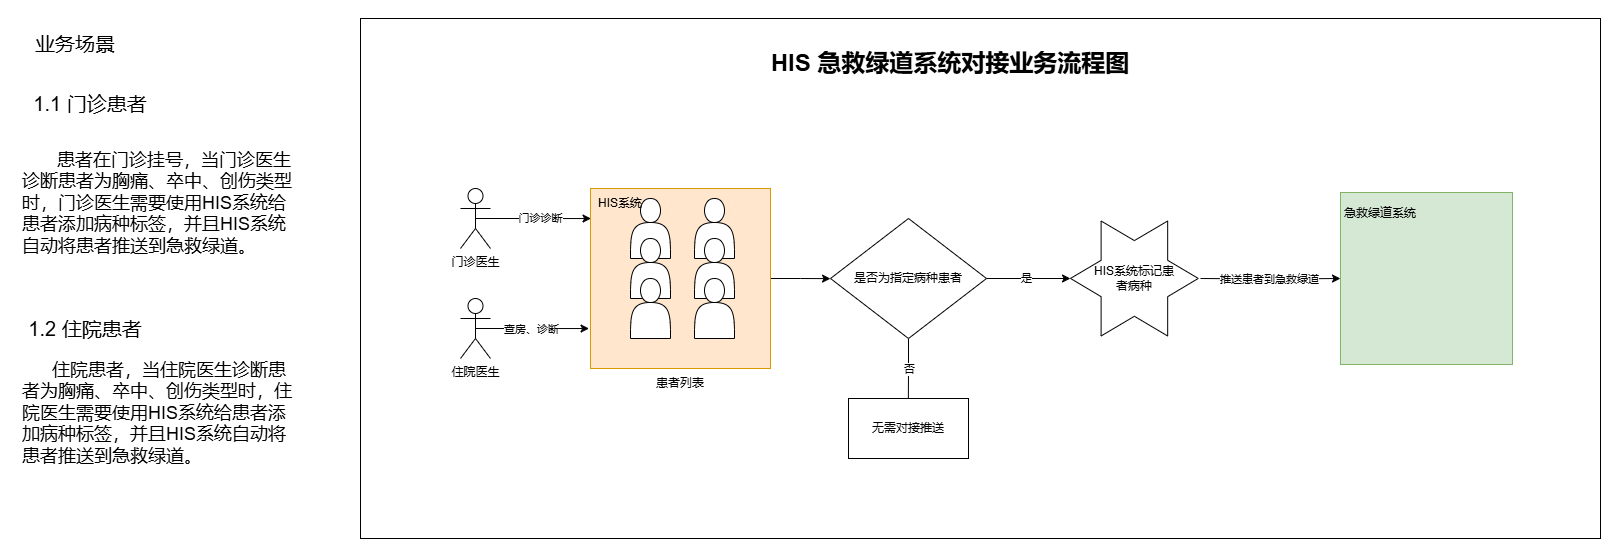 业务场景
1.1 门诊患者
患者在门诊挂号，当门诊医生
诊断患者为胸痛、卒中、创伤类型
时，门诊医生需要使用HIS系统给
患者添加病种标签，并且HIS系统
自动将患者推送到急救绿道。
1.2 住院患者
住院患者，当住院医生诊断患
者为胸痛、卒中、创伤类型时，住
院医生需要使用HIS系统给患者添
加病种标签，并且HIS系统自动将
患者推送到急救绿道。
HIS 急救绿道系统对接业务流程图
门诊医生
门诊诊断
住院医生
查房、诊断
HIS系统
患者列表
是否为指定病种患者
是
否
无需对接推送
HIS系统标记患
者病种
推送患者到急救绿道
急救绿道系统